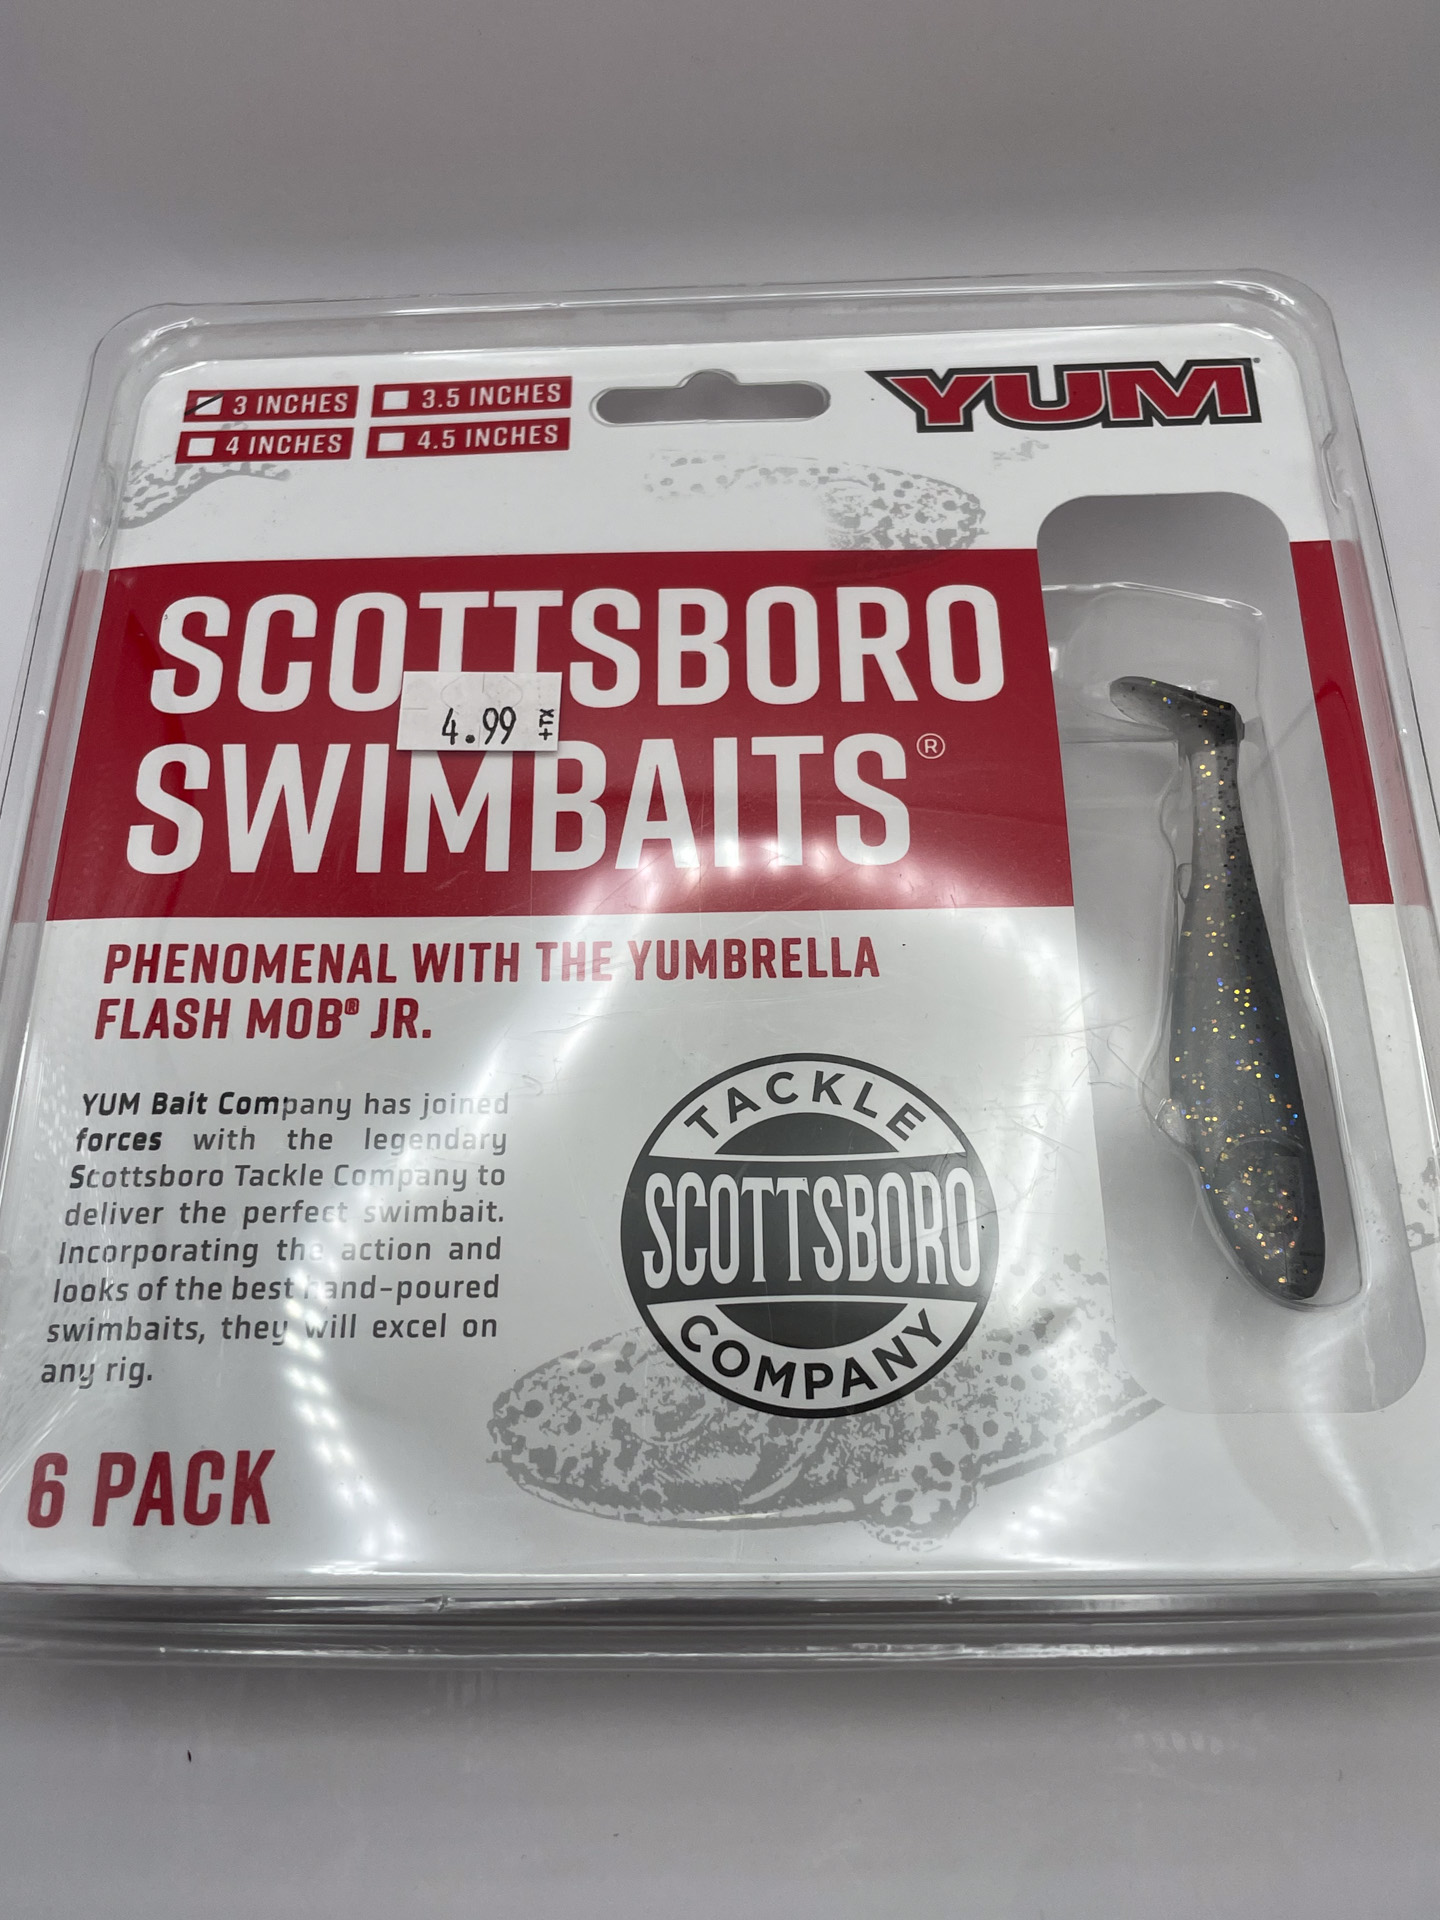 3 INCHES
3.5 INCHES
4 INCHES
4.5 INCHES
YUM
SCOTTSBORO
4.99 +TX
SWIMBAITS®
PHENOMENAL WITH THE YUMBRELLA
FLASH MOB® JR.
YUM Bait Company has joined
forces with the legendary
Scottsboro Tackle Company to
deliver the perfect swimbait.
Incorporating the action and
looks of the best hand-poured
swimbaits, they will excel on
any rig.
TACKLE
SCOTTSBORO
COMPANY
6 PACK